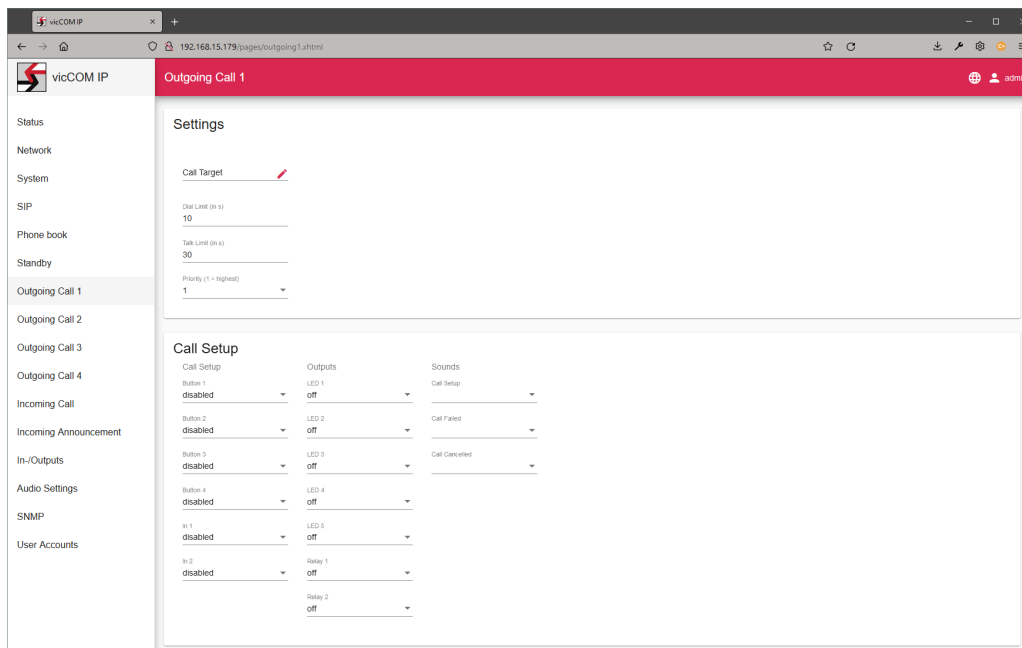 vicCOM IP
192.168.15.179/pages/outgoing1.xhtml
vicCOM IP
Outgoing Call 1
admi
Status
Network
System
SIP
Phone book
Standby
Outgoing Call 1
Outgoing Call 2
Outgoing Call 3
Outgoing Call 4
Incoming Call
Incoming Announcement
In-/Outputs
Audio Settings
SNMP
User Accounts
Settings
Call Target
Dial Limit (in s)
10
Talk Limit (in s)
30
Priority (1 = highest)
1
Call Setup
Call Setup
Button 1
disabled
Button 2
disabled
Button 3
disabled
Button 4
disabled
In 1
disabled
In 2
disabled
Outputs
LED 1
off
LED 2
off
LED 3
off
LED 4
off
LED 5
off
Relay 1
off
Relay 2
off
Sounds
Call Setup
Call Failed
Call Cancelled